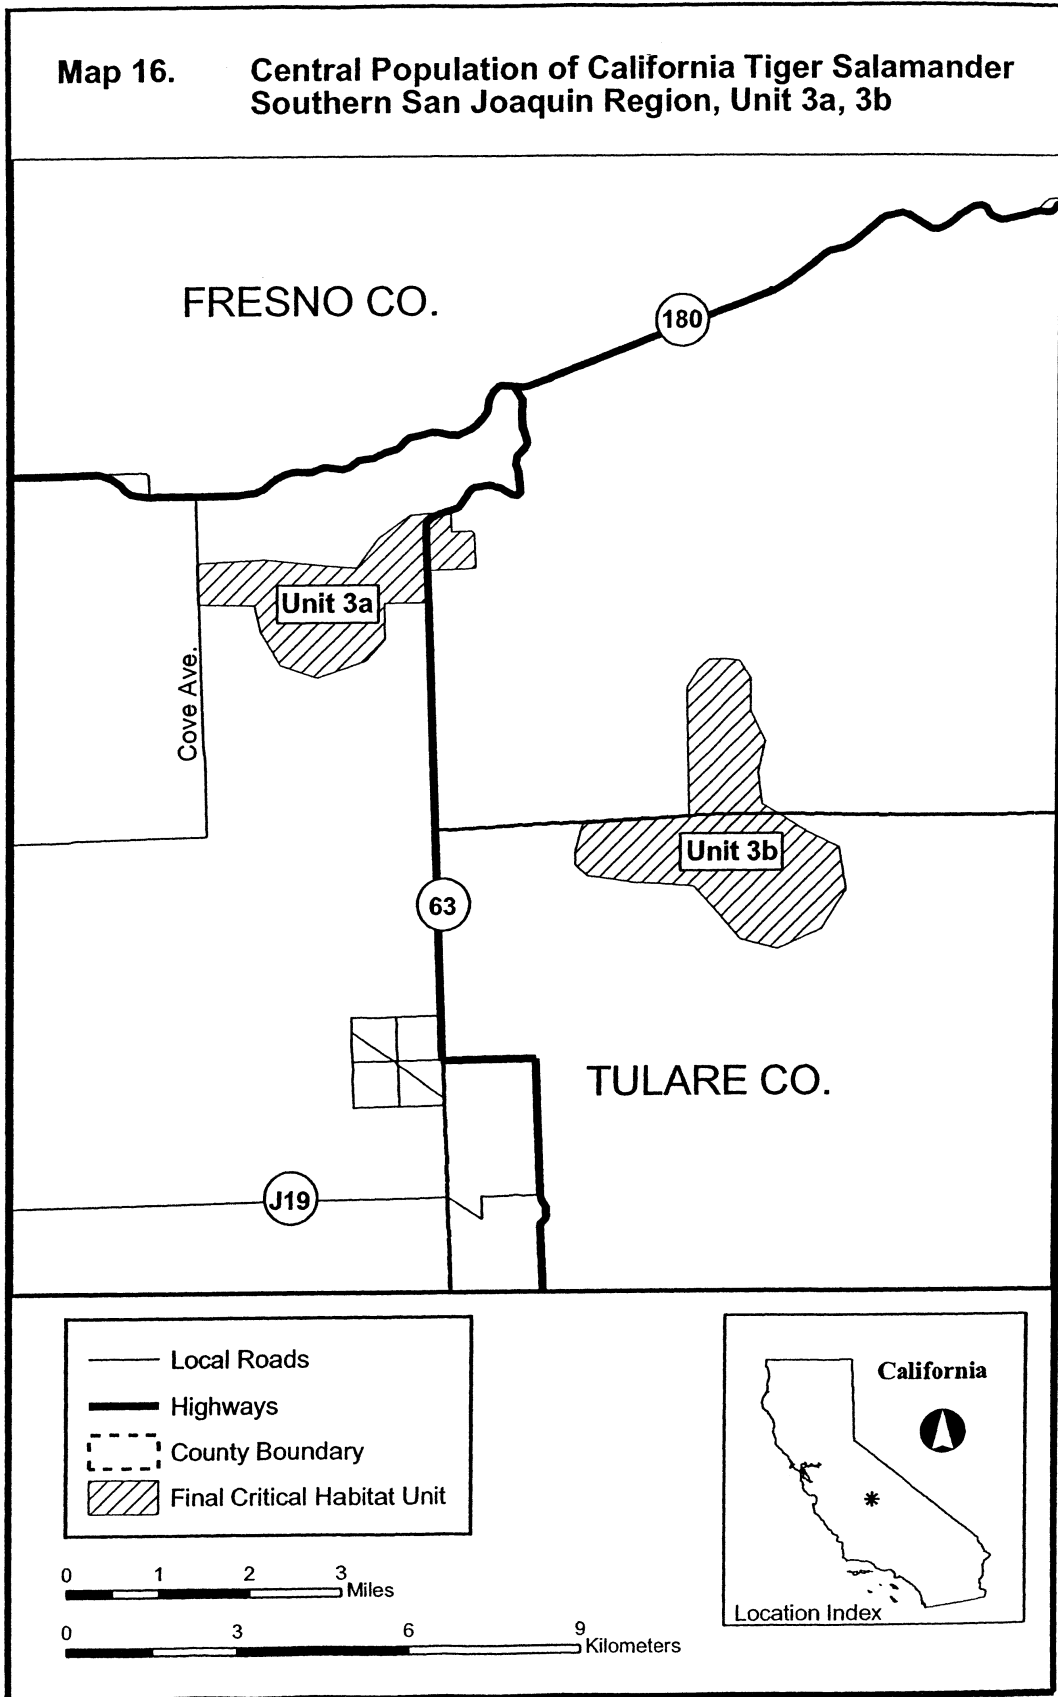 Map 16. Central Population of California Tiger Salamander
Southern San Joaquin Region, Unit 3a, 3b
FRESNO CO.
180
Unit 3a
Cove Ave.
Unit 3b
63
TULARE CO.
J19
Local Roads
Highways
County Boundary
Final Critical Habitat Unit
0 1 2 3 Miles
0 3 6 9 Kilometers
California
Location Index